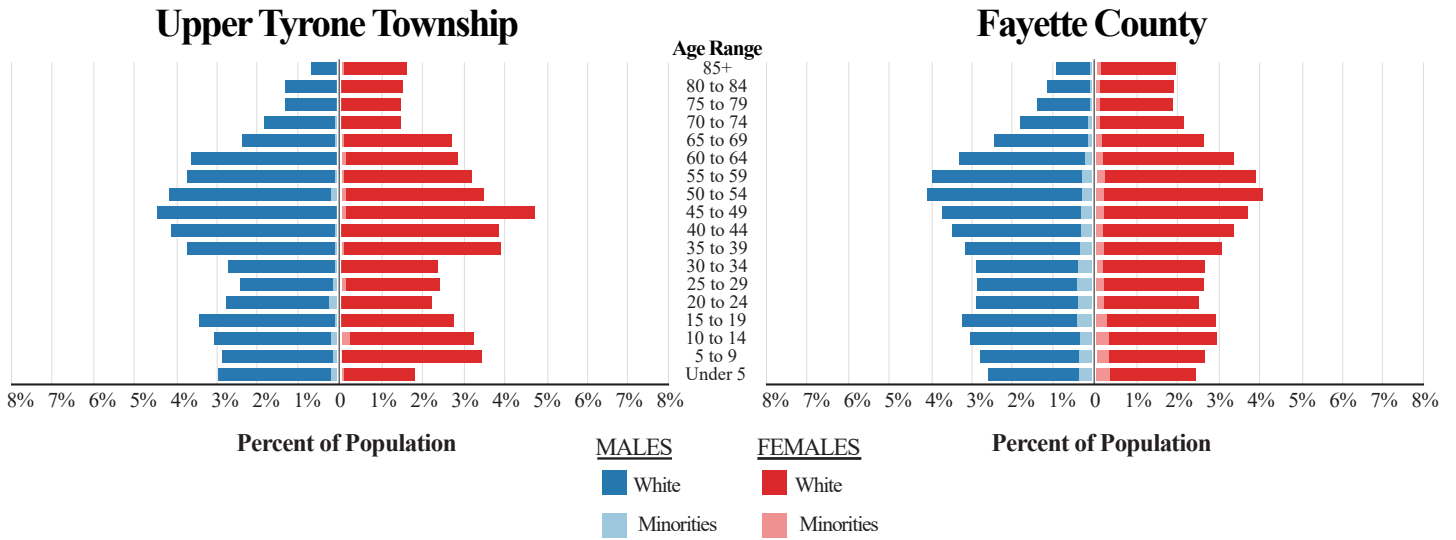 Upper Tyrone Township
Fayette County
Age Range
85+
80 to 84
75 to 79
70 to 74
65 to 69
60 to 64
55 to 59
50 to 54
45 to 49
40 to 44
35 to 39
30 to 34
25 to 29
20 to 24
15 to 19
10 to 14
5 to 9
Under 5
8% 7% 6% 5% 4% 3% 2% 1% 0 1% 2% 3% 4% 5% 6% 7% 8%
8% 7% 6% 5% 4% 3% 2% 1% 0 1% 2% 3% 4% 5% 6% 7% 8%
Percent of Population
Percent of Population
MALES
White
Minorities
FEMALES
White
Minorities